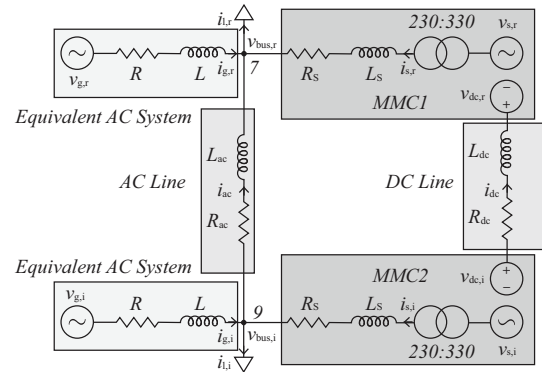 i_l,r
230:330
v_s,r
v_bus,r
v_g,r
R
L
i_g,r
7
R_S
L_S
i_s,r
MMC1
v_dc,r
− +
Equivalent AC System
L_ac
AC Line
i_ac
R_ac
L_dc
DC Line
i_dc
R_dc
Equivalent AC System
MMC2
v_dc,i
+ −
v_g,i
R
L
9
R_S
L_S
i_s,i
i_g,i
v_bus,i
v_s,i
230:330
i_l,i